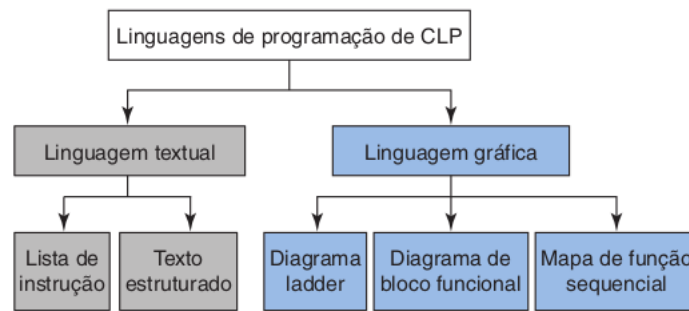 Linguagens de programação de CLP
Linguagem textual
Linguagem gráfica
Lista de
instrução
Texto
estruturado
Diagrama
ladder
Diagrama de
bloco funcional
Mapa de função
sequencial